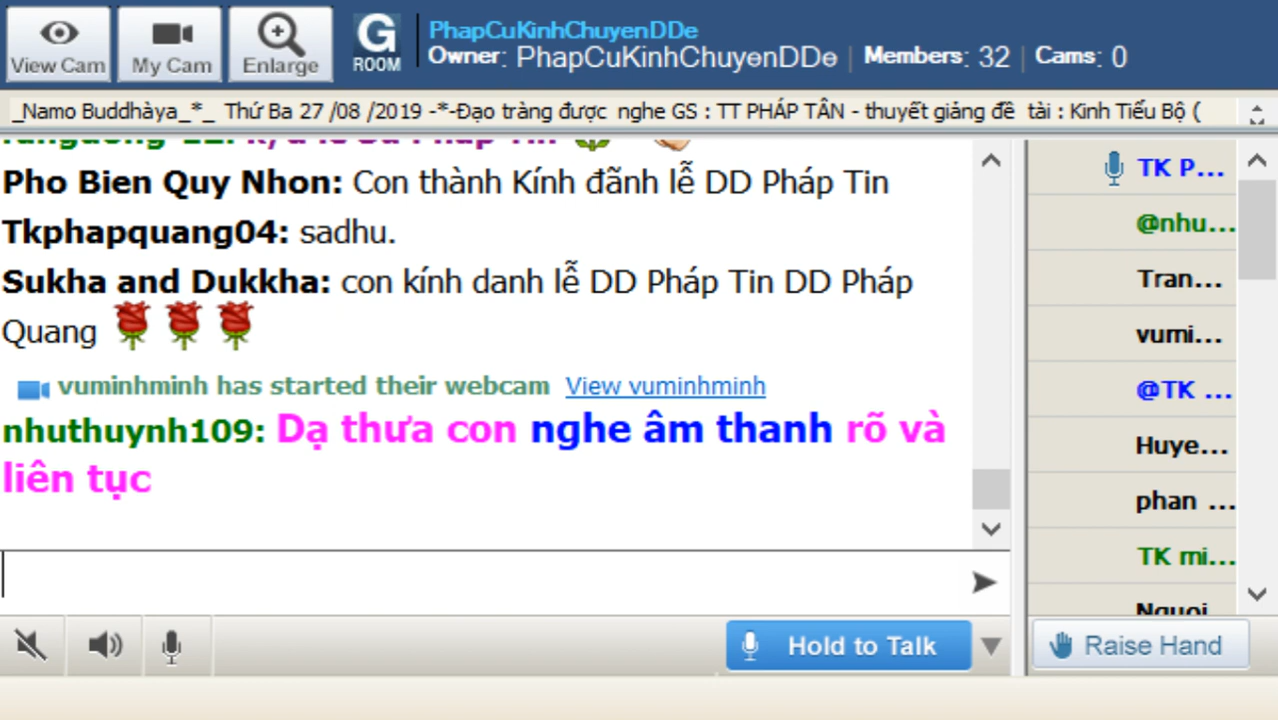 PhapCuKinhChuyenDDe
View Cam My Cam Enlarge G ROOM Owner: PhapCuKinhChuyenDDe | Members: 32 | Cams: 0
_Namo Buddhàya_*_ Thứ Ba 27 /08 /2019 -*-Đạo tràng được nghe GS : TT PHÁP TÂN - thuyết giảng đề tài : Kinh Tiểu Bộ (
Pho Bien Quy Nhon: Con thành Kính đãnh lễ DD Pháp Tin
Tkphapquang04: sadhu.
Sukha and Dukkha: con kính danh lễ DD Pháp Tin DD Pháp
Quang
vuminhminh has started their webcam View vuminhminh
nhuthuynh109: Dạ thưa con nghe âm thanh rõ và
liên tục
TK P...
@nhu...
Tran...
vumi...
@TK ...
Huye...
phan ...
TK mi...
Nguoi
Hold to Talk
Raise Hand